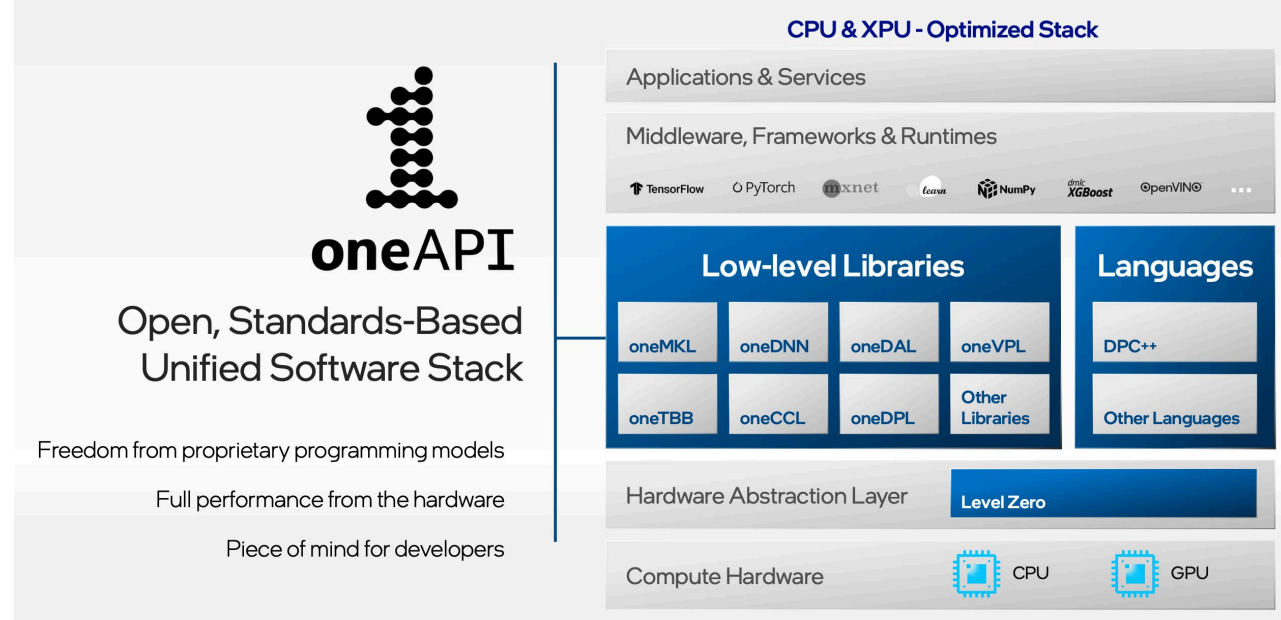 oneAPI
Open, Standards-Based
Unified Software Stack
Freedom from proprietary programming models
Full performance from the hardware
Piece of mind for developers
CPU & XPU - Optimized Stack
Applications & Services
Middleware, Frameworks & Runtimes
TensorFlow PyTorch mxnet learn NumPy dmlc XGBoost OpenVINO ...
Low-level Libraries
oneMKL oneDNN oneDAL oneVPL
oneTBB oneCCL oneDPL Other Libraries
Languages
DPC++
Other Languages
Hardware Abstraction Layer
Level Zero
Compute Hardware
CPU GPU